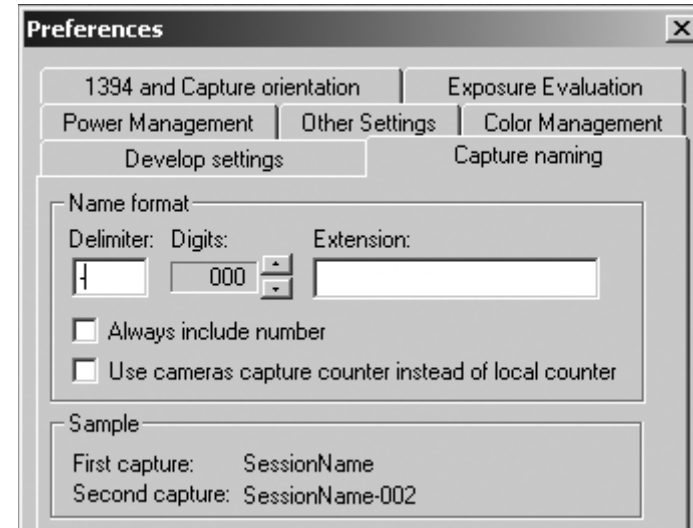 Preferences
1394 and Capture orientation Exposure Evaluation
Power Management Other Settings Color Management
Develop settings Capture naming
Name format
Delimiter: Digits: Extension:
- 000
Always include number
Use cameras capture counter instead of local counter
Sample
First capture: SessionName
Second capture: SessionName-002